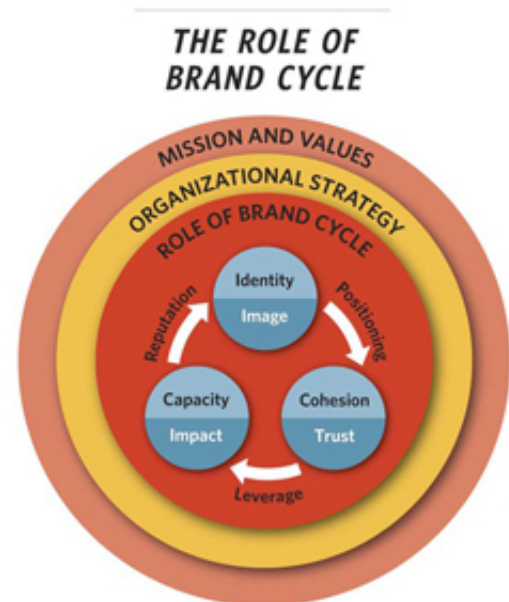 THE ROLE OF
BRAND CYCLE
MISSION AND VALUES
ORGANIZATIONAL STRATEGY
ROLE OF BRAND CYCLE
Identity
Image
Reputation
Positioning
Capacity
Impact
Cohesion
Trust
Leverage